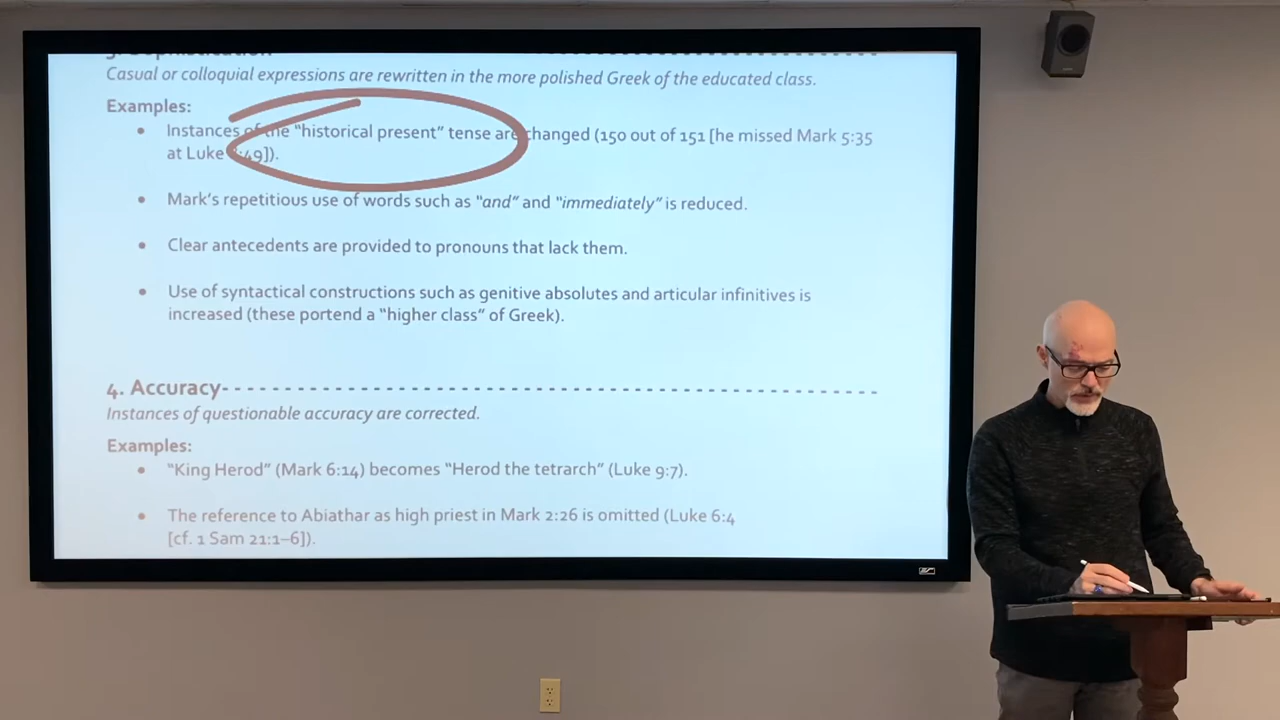 Casual or colloquial expressions are rewritten in the more polished Greek of the educated class.
Examples:
• Instances of the “historical present” tense are changed (150 out of 151 [he missed Mark 5:35
at Luke 8:49]).
• Mark’s repetitious use of words such as “and” and “immediately” is reduced.
• Clear antecedents are provided to pronouns that lack them.
• Use of syntactical constructions such as genitive absolutes and articular infinitives is
increased (these portend a “higher class” of Greek).
4. Accuracy- - - - - - - - - - - - - - - - - - - - - - - - - - - - - - - - - - - - - - - - - - - - - - - - - - - - - - - - -
Instances of questionable accuracy are corrected.
Examples:
• “King Herod” (Mark 6:14) becomes “Herod the tetrarch” (Luke 9:7).
• The reference to Abiathar as high priest in Mark 2:26 is omitted (Luke 6:4
[cf. 1 Sam 21:1–6]).